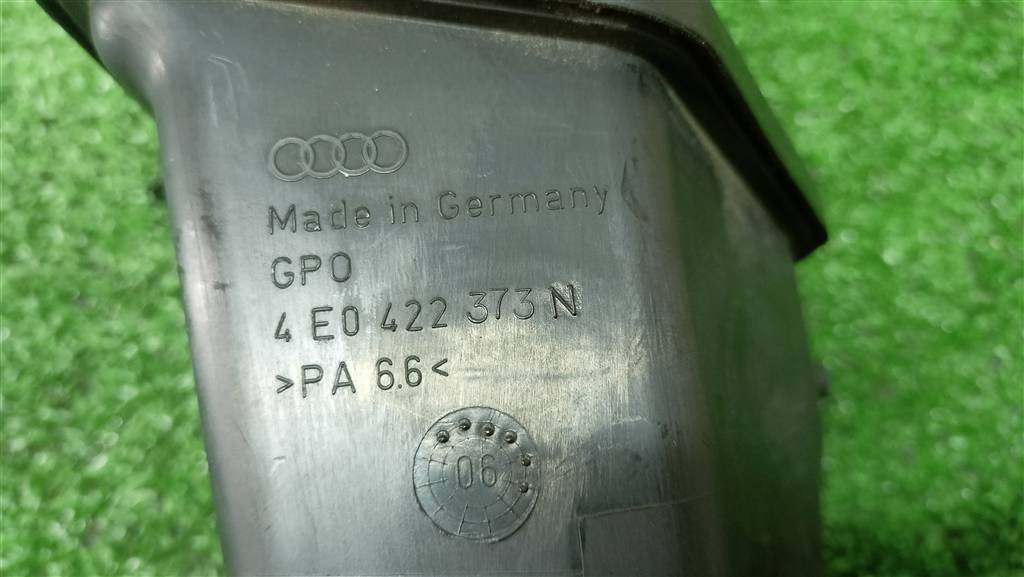 Made in Germany
GPO
4 E0 422 373 N
>PA 6.6<
06